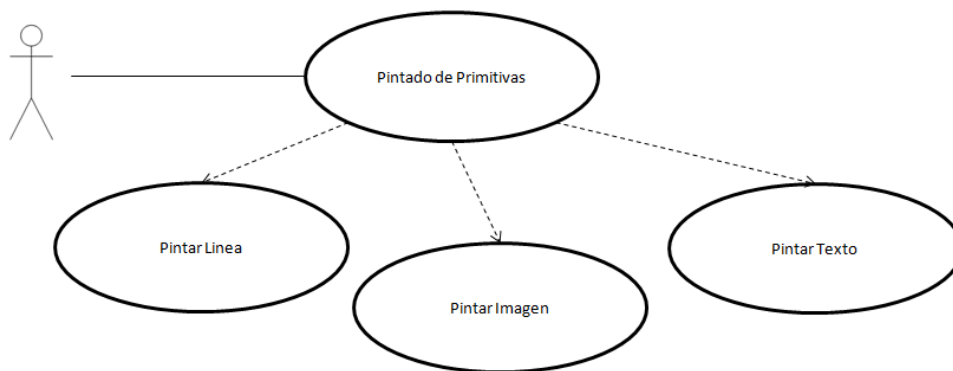 Pintado de Primitivas
Pintar Linea
Pintar Imagen
Pintar Texto